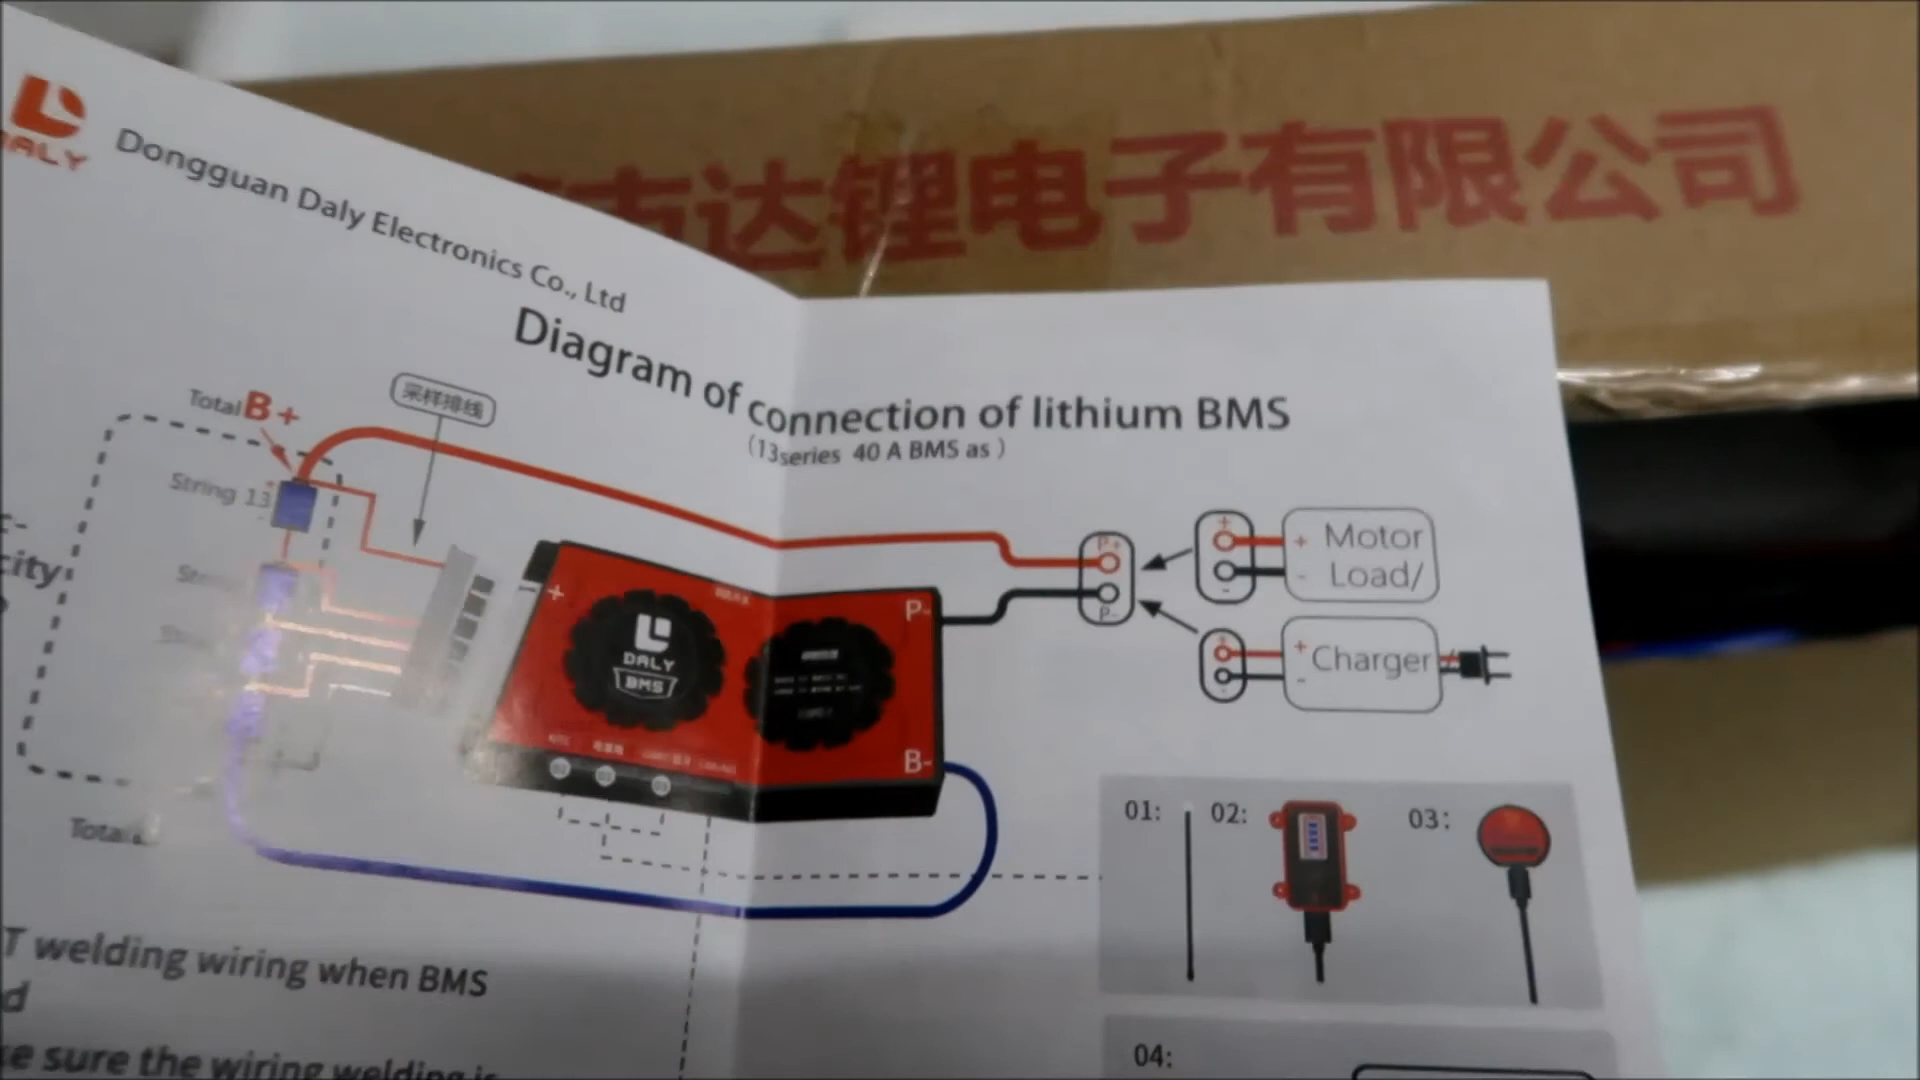 DALY
Dongguan Daly Electronics Co., Ltd
达锂电子有限公司
Diagram of connection of lithium BMS
(13series 40 A BMS as )
Total B +
采样排线
String 13
P+
P-
+
-
+ Motor
- Load/
+
-
+ Charger
-
city
+
-
P-
DALY
BMS
B-
01: 02: 03:
T welding wiring when BMS
sure the wiring welding is
04: